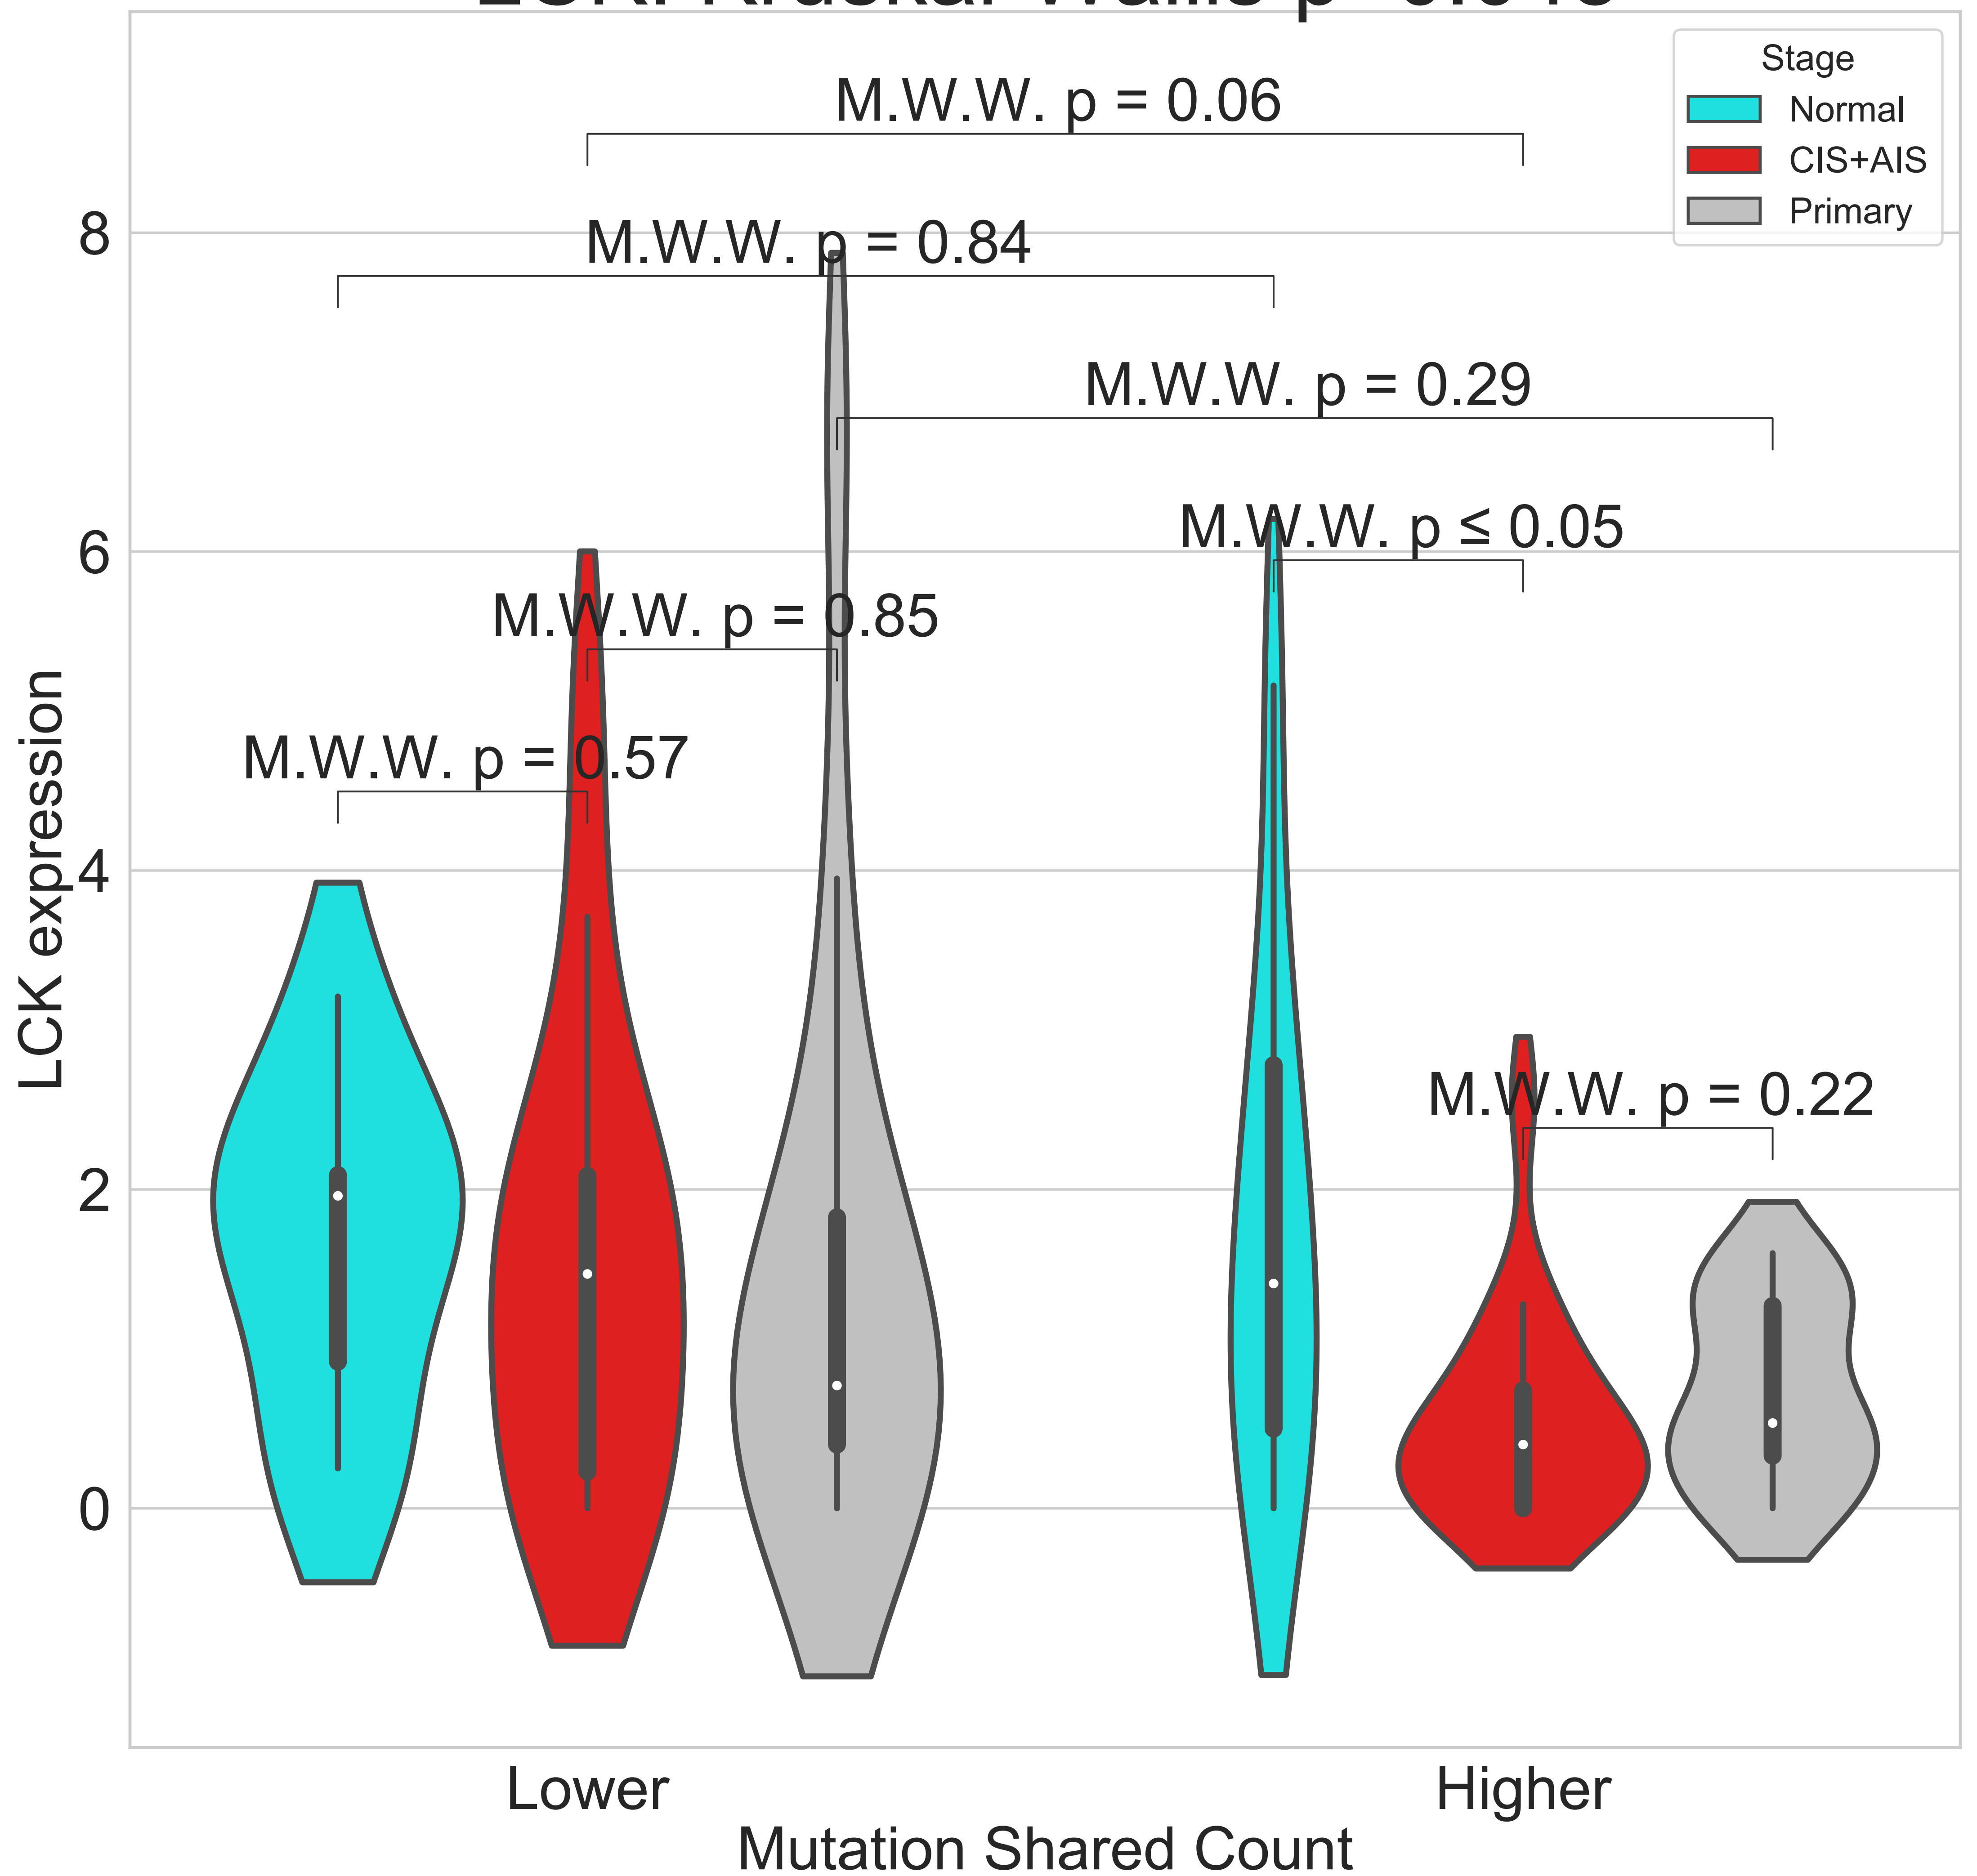 Stage
Normal
CIS+AIS
Primary
M.W.W. p = 0.06
M.W.W. p = 0.84
M.W.W. p = 0.29
M.W.W. p ≤ 0.05
M.W.W. p = 0.85
M.W.W. p = 0.57
M.W.W. p = 0.22
8
6
4
2
0
LCK expression
Lower
Higher
Mutation Shared Count